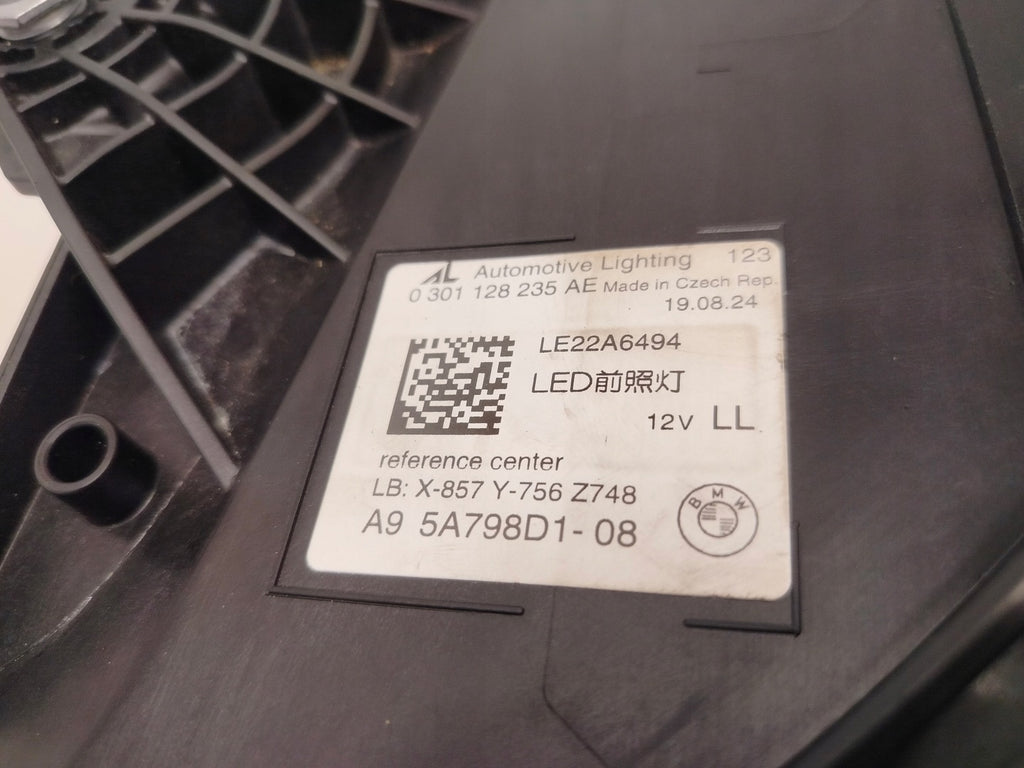 AL Automotive Lighting 123
0 301 128 235 AE Made in Czech Rep.
19.08.24
LE22A6494
LED前照灯
12V LL
reference center
LB: X-857 Y-756 Z748
A9 5A798D1-08
BMW